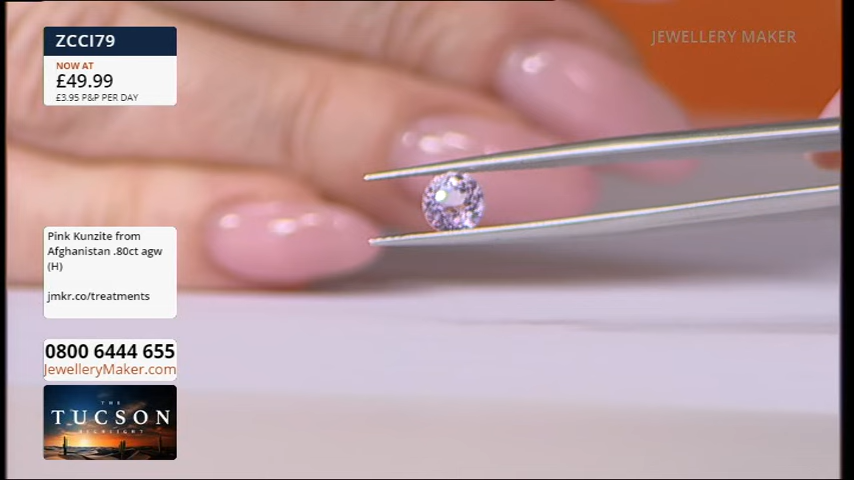 ZCCI79
NOW AT
£49.99
£3.95 P&P PER DAY
JEWELLERY MAKER
Pink Kunzite from
Afghanistan .80ct agw
(H)
jmkr.co/treatments
0800 6444 655
JewelleryMaker.com
THE
TUCSON
HIGHLIGHT